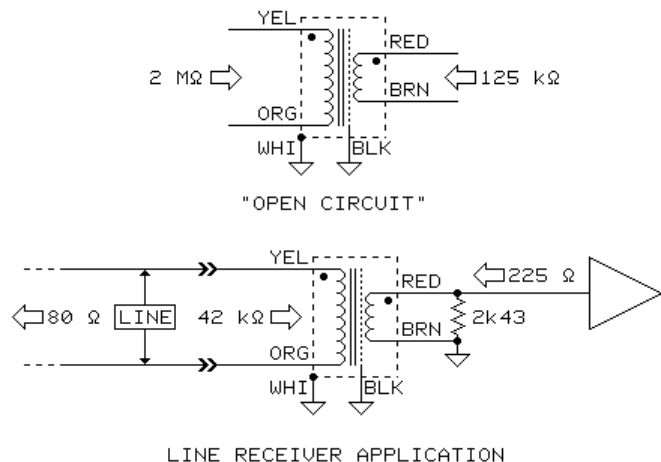 YEL
RED
2 MΩ
125 kΩ
BRN
ORG
WHI
BLK
"OPEN CIRCUIT"
YEL
RED
225 Ω
80 Ω
LINE
42 kΩ
2k43
BRN
ORG
WHI
BLK
LINE RECEIVER APPLICATION